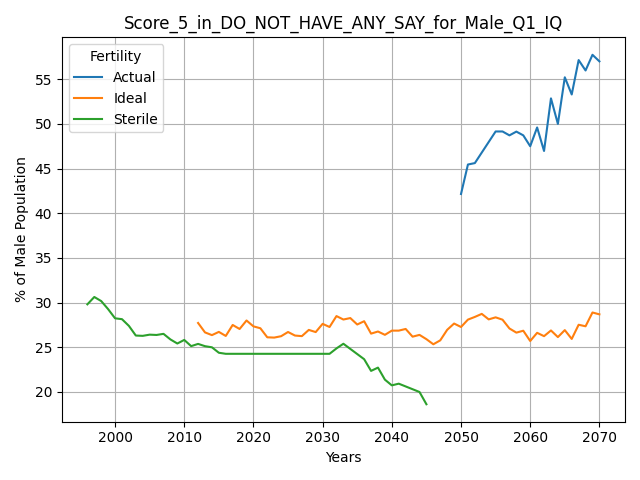 Score_5_in_DO_NOT_HAVE_ANY_SAY_for_Male_Q1_IQ
Fertility
Actual
Ideal
Sterile
% of Male Population
55
50
45
40
35
30
25
20
2000
2010
2020
2030
2040
2050
2060
2070
Years